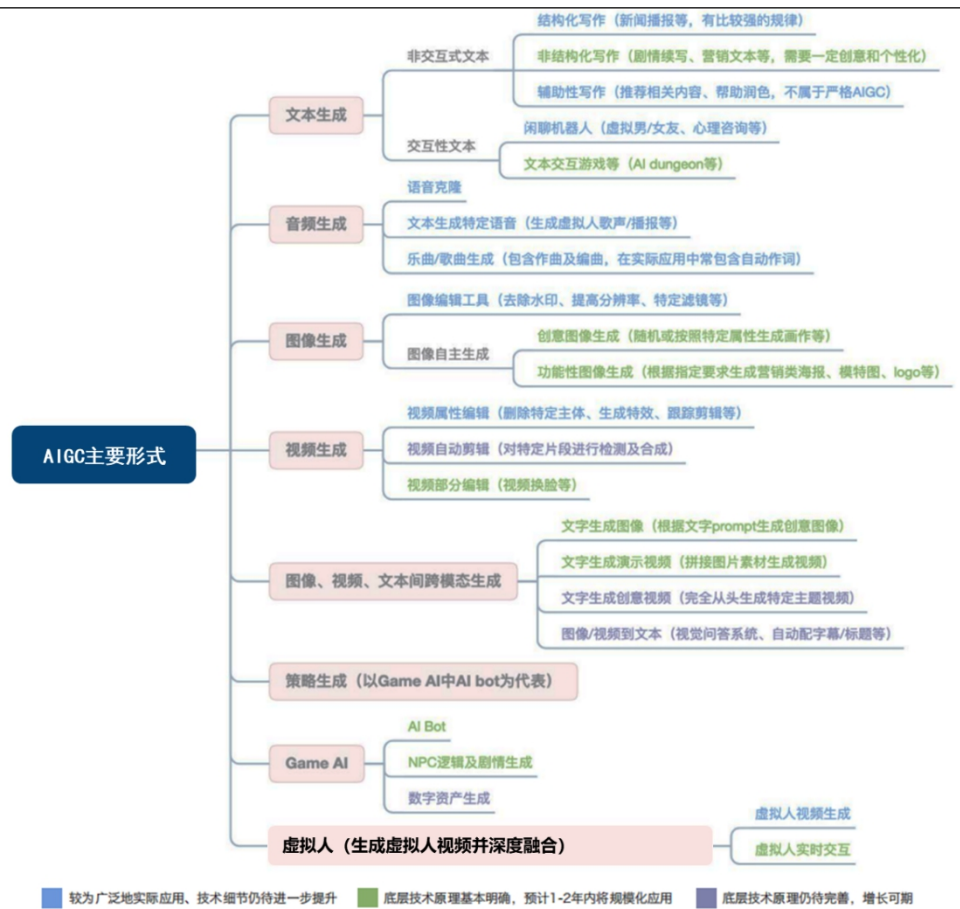 结构化写作（新闻播报等，有比较强的规律）
非交互式文本
非结构化写作（剧情续写、营销文本等，需要一定创意和个性化）
辅助性写作（推荐相关内容、帮助润色，不属于严格AIGC）
文本生成
闲聊机器人（虚拟男/女友、心理咨询等）
交互性文本
文本交互游戏等（AI dungeon等）
语音克隆
音频生成
文本生成特定语音（生成虚拟人歌声/播报等）
乐曲/歌曲生成（包含作曲及编曲，在实际应用中常包含自动作词）
图像编辑工具（去除水印、提高分辨率、特定滤镜等）
图像生成
创意图像生成（随机或按照特定属性生成画作等）
图像自主生成
功能性图像生成（根据指定要求生成营销类海报、模特图、logo等）
视频属性编辑（删除特定主体、生成特效、跟踪剪辑等）
AIGC主要形式
视频生成
视频自动剪辑（对特定片段进行检测及合成）
视频部分编辑（视频换脸等）
文字生成图像（根据文字prompt生成创意图像）
文字生成演示视频（拼接图片素材生成视频）
图像、视频、文本间跨模态生成
文字生成创意视频（完全从头生成特定主题视频）
图像/视频到文本（视觉问答系统、自动配字幕/标题等）
策略生成（以Game AI中AI bot为代表）
AI Bot
Game AI
NPC逻辑及剧情生成
数字资产生成
虚拟人视频生成
虚拟人（生成虚拟人视频并深度融合）
虚拟人实时交互
较为广泛地实际应用、技术细节仍待进一步提升
底层技术原理基本明确，预计1-2年内将规模化应用
底层技术原理仍待完善，增长可期